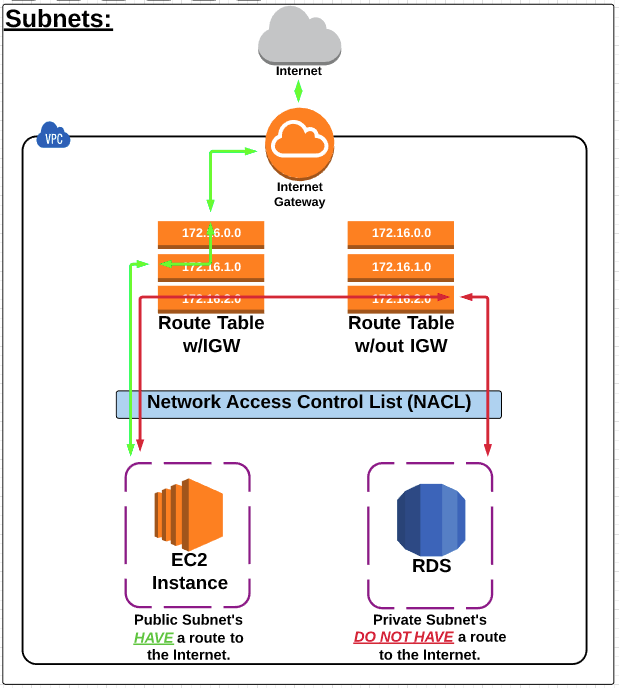 Subnets:
Internet
VPC
Internet
Gateway
172.16.0.0
172.16.0.0
172.16.1.0
172.16.1.0
172.16.2.0
172.16.2.0
Route Table
w/IGW
Route Table
w/out IGW
Network Access Control List (NACL)
EC2
Instance
RDS
Public Subnet's
HAVE a route to
the Internet.
Private Subnet's
DO NOT HAVE a route
to the Internet.